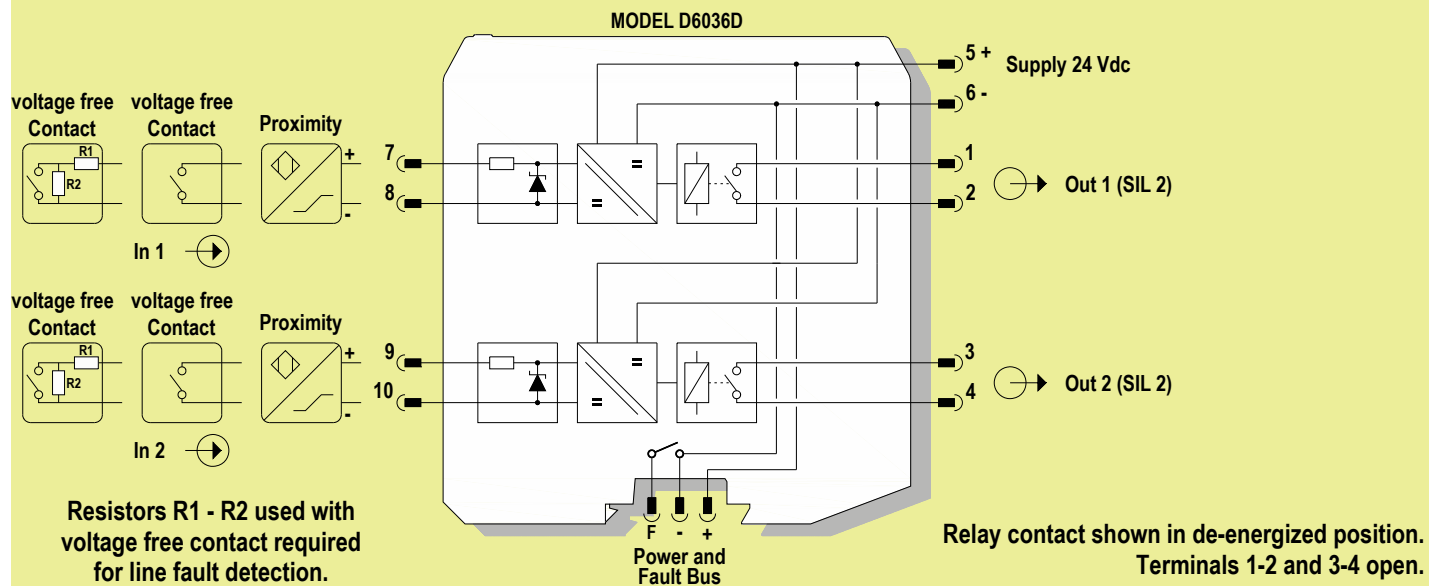 MODEL D6036D
5 +
Supply 24 Vdc
6 -
voltage free
Contact
voltage free
Contact
Proximity
R1
R2
+
-
7
8
1
2
Out 1 (SIL 2)
In 1
=
=
voltage free
Contact
voltage free
Contact
Proximity
R1
R2
+
-
9
10
3
4
Out 2 (SIL 2)
In 2
=
=
Resistors R1 - R2 used with
voltage free contact required
for line fault detection.
F - +
Power and
Fault Bus
Relay contact shown in de-energized position.
Terminals 1-2 and 3-4 open.